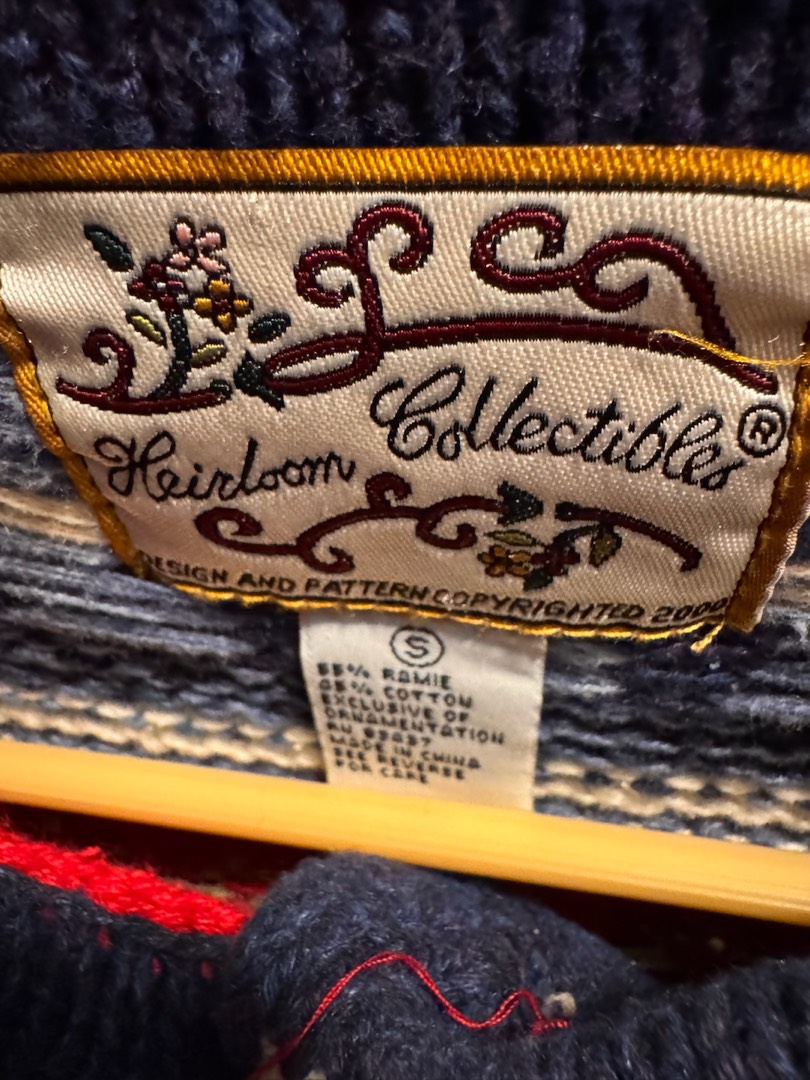 Heirloom Collectibles®
DESIGN AND PATTERN COPYRIGHTED 2000
S
55% RAMIE
45% COTTON
EXCLUSIVE OF
ORNAMENTATION
MADE IN CHINA
SEE REVERSE
FOR CARE